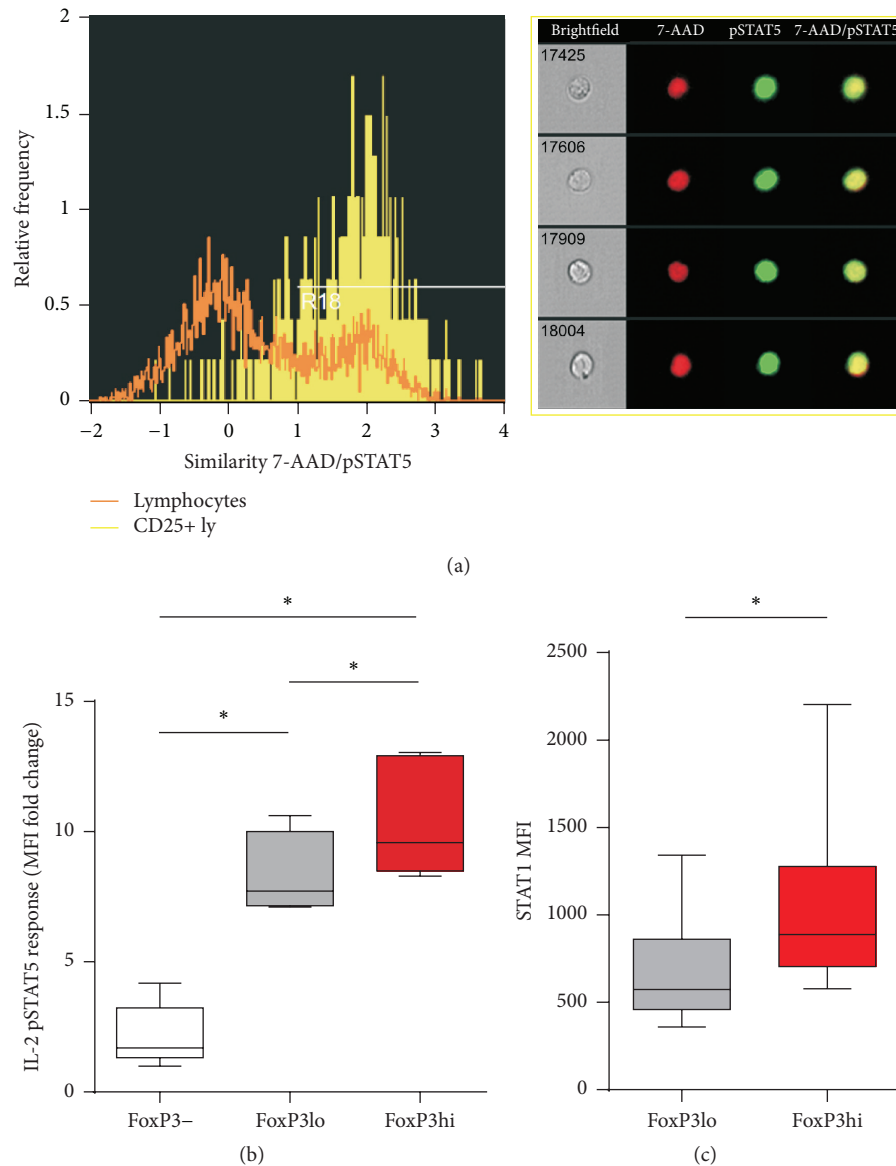 2
1.5
1
0.5
0
Relative frequency
R18
−2 −1 0 1 2 3 4
Similarity 7-AAD/pSTAT5
Lymphocytes
CD25+ ly
Brightfield 7-AAD pSTAT5 7-AAD/pSTAT5
17425
17606
17909
18004
(a)
* 
*
*
15
10
5
0
IL-2 pSTAT5 response (MFI fold change)
FoxP3− FoxP3lo FoxP3hi
(b)
*
2500
2000
1500
1000
500
0
STAT1 MFI
FoxP3lo FoxP3hi
(c)